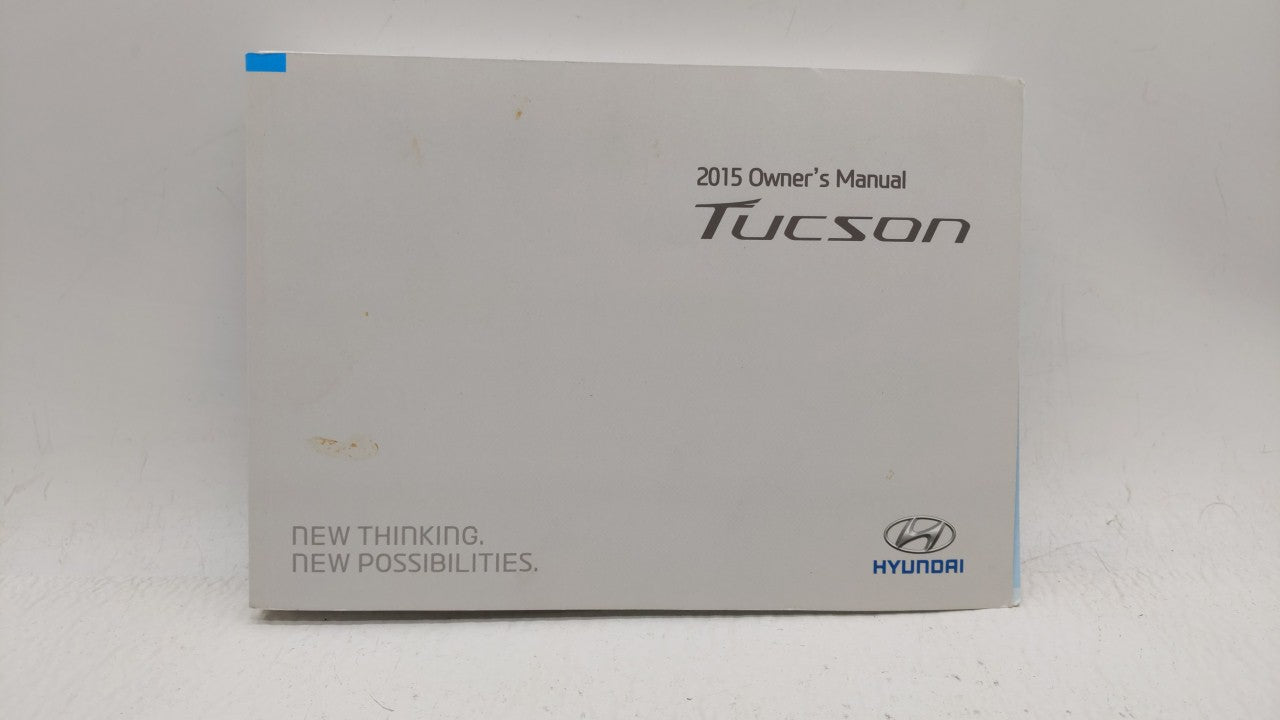 2015 Owner's Manual
Tucson
NEW THINKING.
NEW POSSIBILITIES.
HYUNDAI